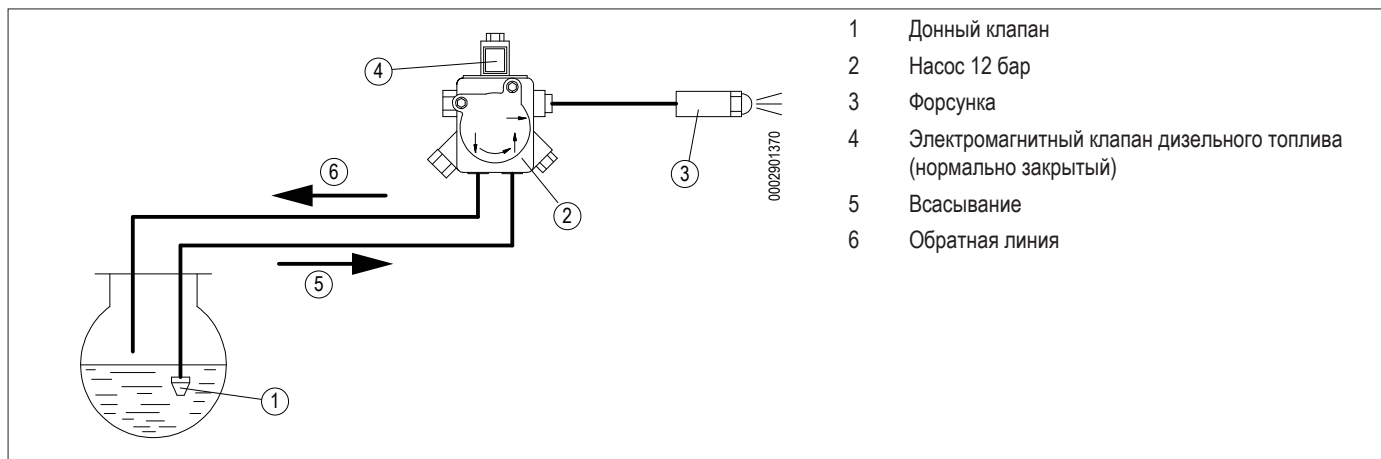 4
3
6
2
5
1
0002901370
1 Донный клапан
2 Насос 12 бар
3 Форсунка
4 Электромагнитный клапан дизельного топлива
(нормально закрытый)
5 Всасывание
6 Обратная линия